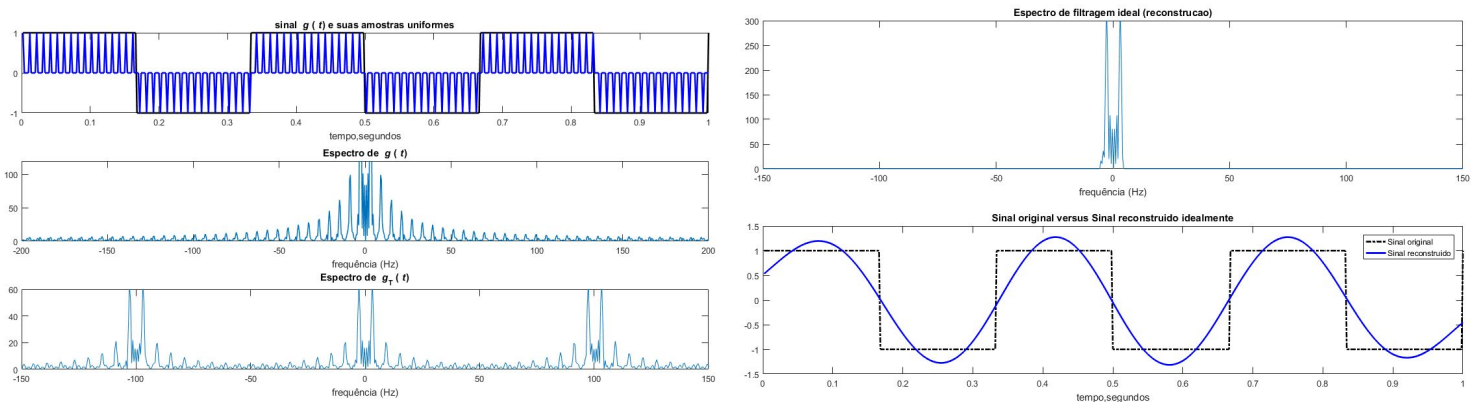 sinal g ( t ) e suas amostras uniformes
1
0
-1
0 0.1 0.2 0.3 0.4 0.5 0.6 0.7 0.8 0.9 1
tempo,segundos
Espectro de g ( t )
100
50
0
-200 -150 -100 -50 0 50 100 150 200
frequência (Hz)
Espectro de gT ( t )
60
40
20
0
-150 -100 -50 0 50 100 150
frequência (Hz)
Espectro de filtragem ideal (reconstrucao)
300
250
200
150
100
50
0
-150 -100 -50 0 50 100 150
frequência (Hz)
Sinal original versus Sinal reconstruido idealmente
1.5
1
0.5
0
-0.5
-1
-1.5
Sinal original
Sinal reconstruido
0 0.1 0.2 0.3 0.4 0.5 0.6 0.7 0.8 0.9 1
tempo,segundos